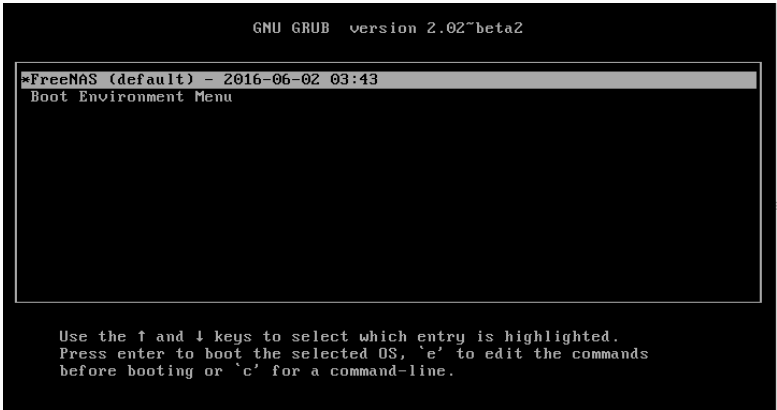 GNU GRUB  version 2.02~beta2
*FreeNAS (default) - 2016-06-02 03:43
Boot Environment Menu
Use the ↑ and ↓ keys to select which entry is highlighted.
Press enter to boot the selected OS, `e' to edit the commands
before booting or `c' for a command-line.